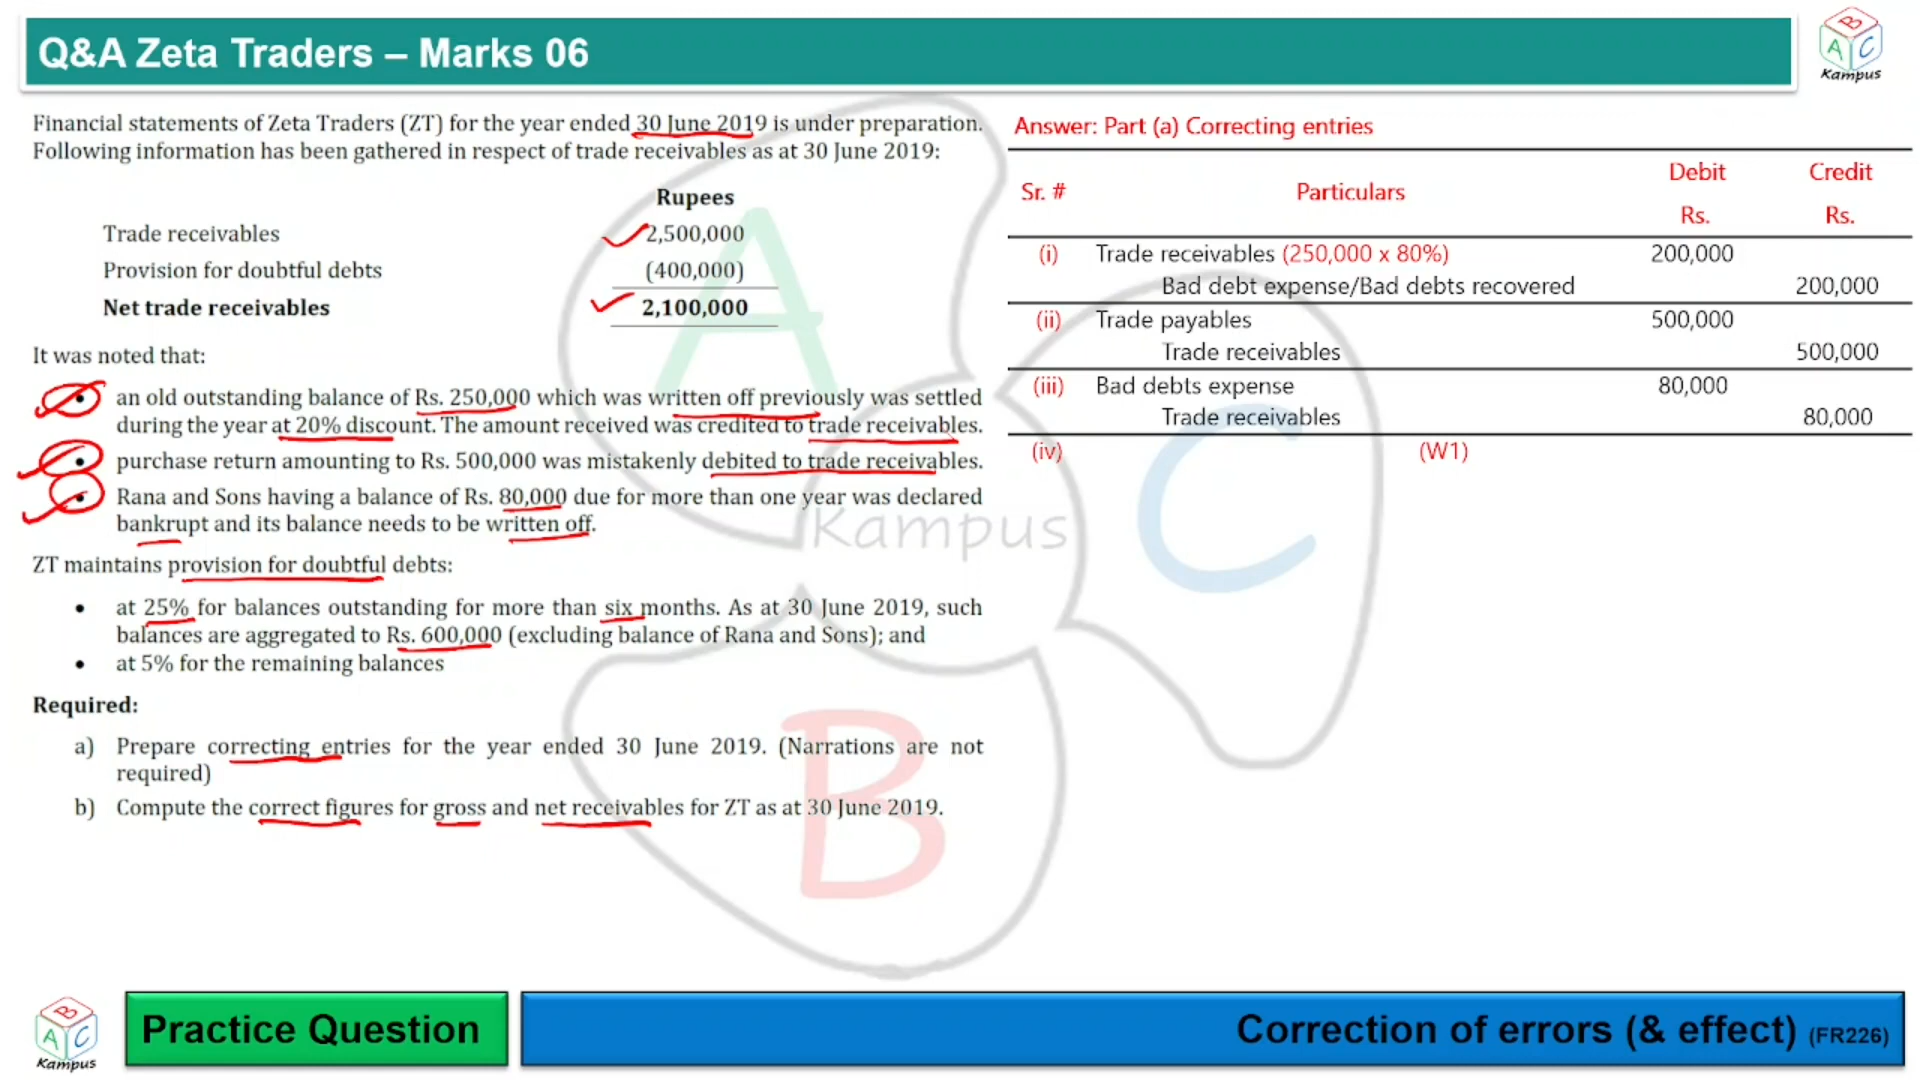 Q&A Zeta Traders – Marks 06
B
A C
Kampus
Financial statements of Zeta Traders (ZT) for the year ended 30 June 2019 is under preparation.
Following information has been gathered in respect of trade receivables as at 30 June 2019:
Rupees
Trade receivables 2,500,000
Provision for doubtful debts (400,000)
Net trade receivables 2,100,000
It was noted that:
• an old outstanding balance of Rs. 250,000 which was written off previously was settled
during the year at 20% discount. The amount received was credited to trade receivables.
• purchase return amounting to Rs. 500,000 was mistakenly debited to trade receivables.
• Rana and Sons having a balance of Rs. 80,000 due for more than one year was declared
bankrupt and its balance needs to be written off.
ZT maintains provision for doubtful debts:
• at 25% for balances outstanding for more than six months. As at 30 June 2019, such
balances are aggregated to Rs. 600,000 (excluding balance of Rana and Sons); and
• at 5% for the remaining balances
Required:
a) Prepare correcting entries for the year ended 30 June 2019. (Narrations are not
required)
b) Compute the correct figures for gross and net receivables for ZT as at 30 June 2019.
Answer: Part (a) Correcting entries
Sr. # Particulars Debit Credit
Rs. Rs.
(i) Trade receivables (250,000 x 80%) 200,000
Bad debt expense/Bad debts recovered 200,000
(ii) Trade payables 500,000
Trade receivables 500,000
(iii) Bad debts expense 80,000
Trade receivables 80,000
(iv) (W1)
A
Kampus
C
B
B
A C
Kampus
Practice Question
Correction of errors (& effect) (FR226)